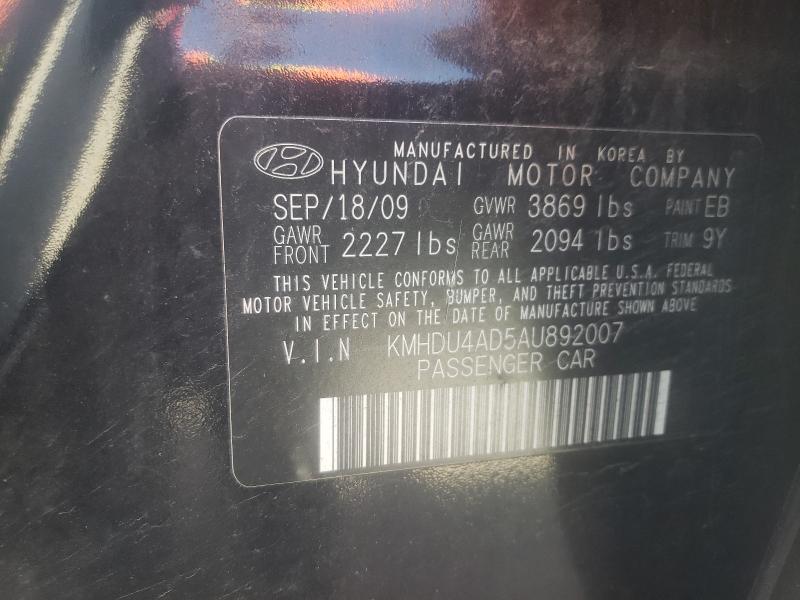 MANUFACTURED IN KOREA BY
HYUNDAI MOTOR COMPANY
SEP/18/09 GVWR 3869 lbs PAINT EB
GAWR FRONT 2227 lbs GAWR REAR 2094 lbs TRIM 9Y
THIS VEHICLE CONFORMS TO ALL APPLICABLE U.S.A. FEDERAL
MOTOR VEHICLE SAFETY, BUMPER, AND THEFT PREVENTION STANDARDS
IN EFFECT ON THE DATE OF MANUFACTURE SHOWN ABOVE
V.I.N KMHDU4AD5AU892007
PASSENGER CAR